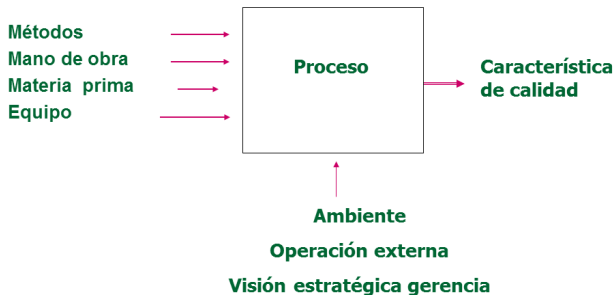 Métodos
Mano de obra
Materia prima
Equipo
Proceso
Característica
de calidad
Ambiente
Operación externa
Visión estratégica gerencia